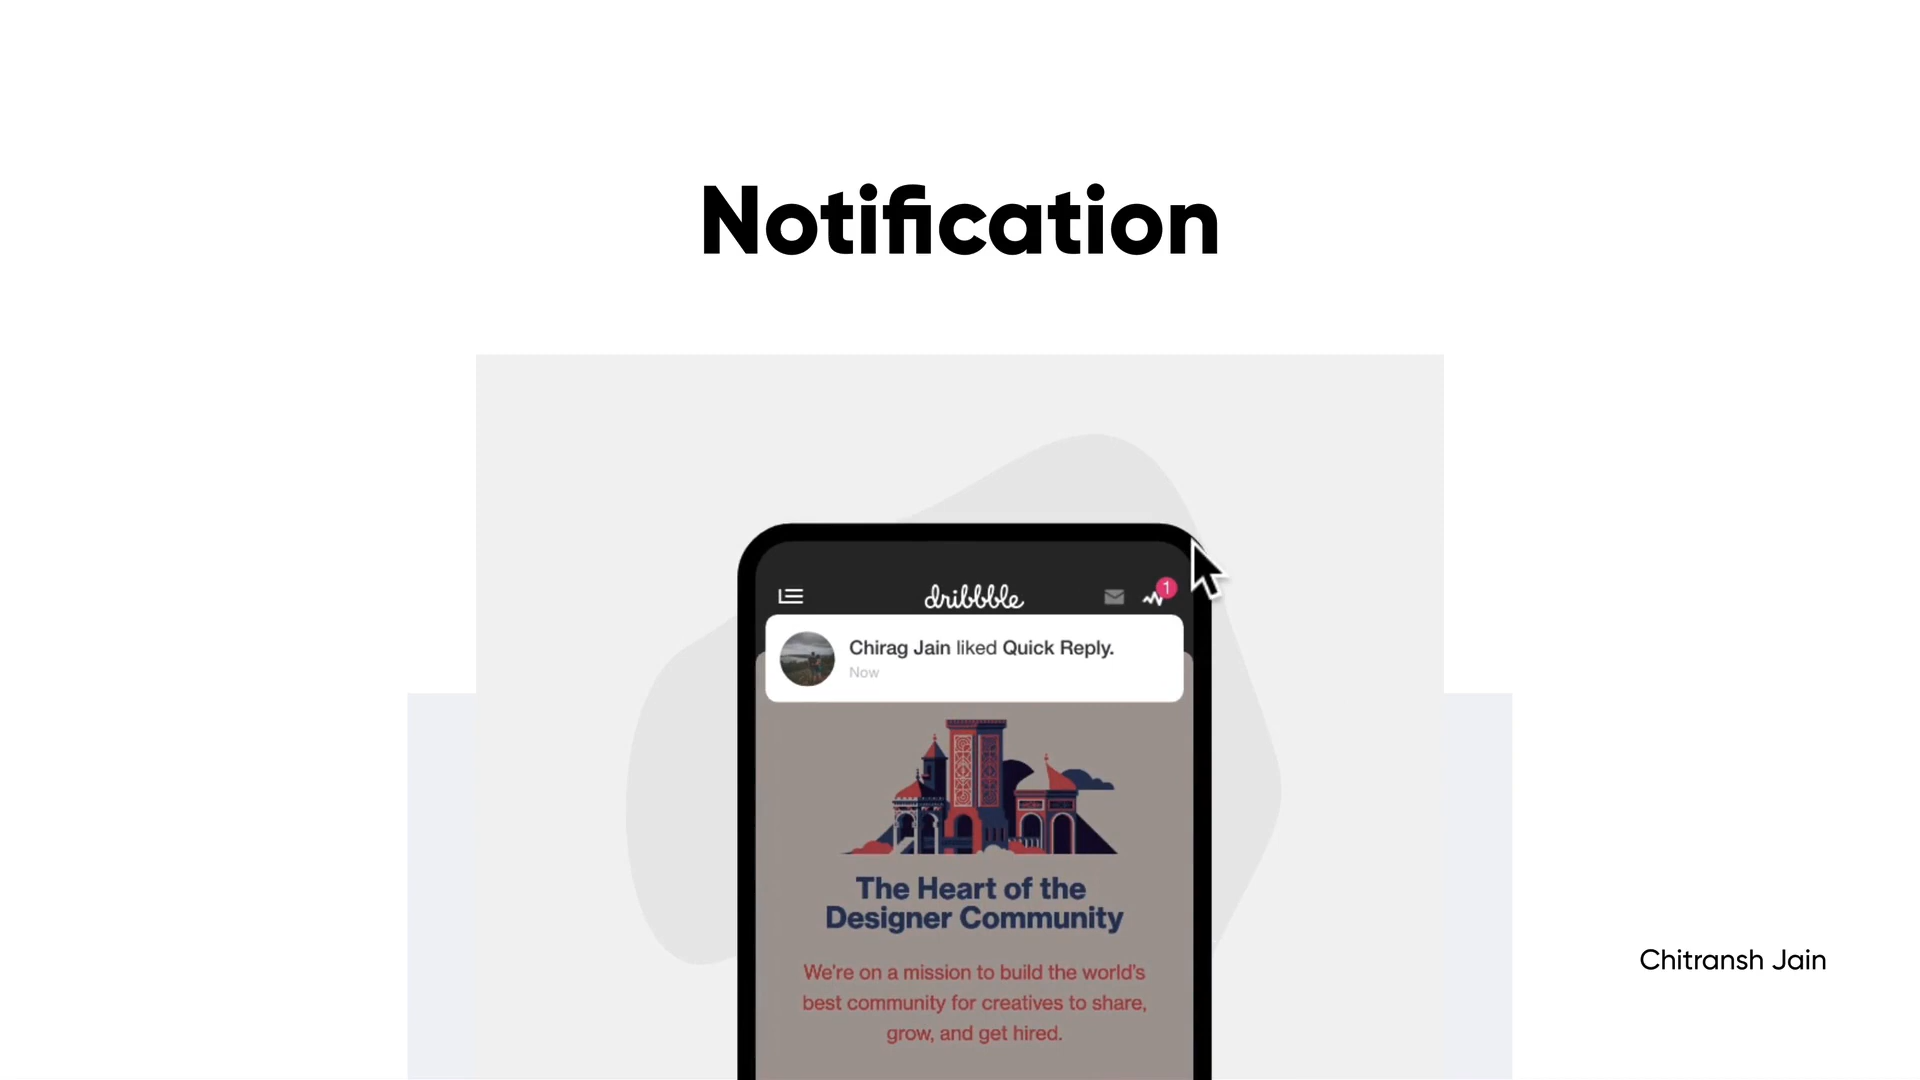 Notification
dribbble
1
Chirag Jain liked Quick Reply.
Now
The Heart of the
Designer Community
We're on a mission to build the world's
best community for creatives to share,
grow, and get hired.
Chitransh Jain